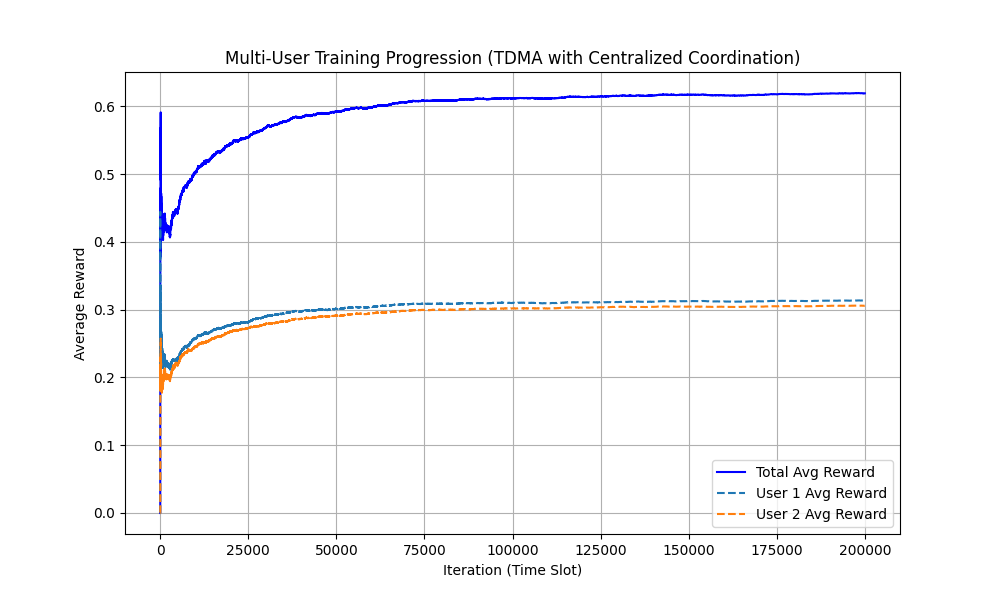 Multi-User Training Progression (TDMA with Centralized Coordination)
Average Reward
0.6
0.5
0.4
0.3
0.2
0.1
0.0
Total Avg Reward
User 1 Avg Reward
User 2 Avg Reward
0 25000 50000 75000 100000 125000 150000 175000 200000
Iteration (Time Slot)